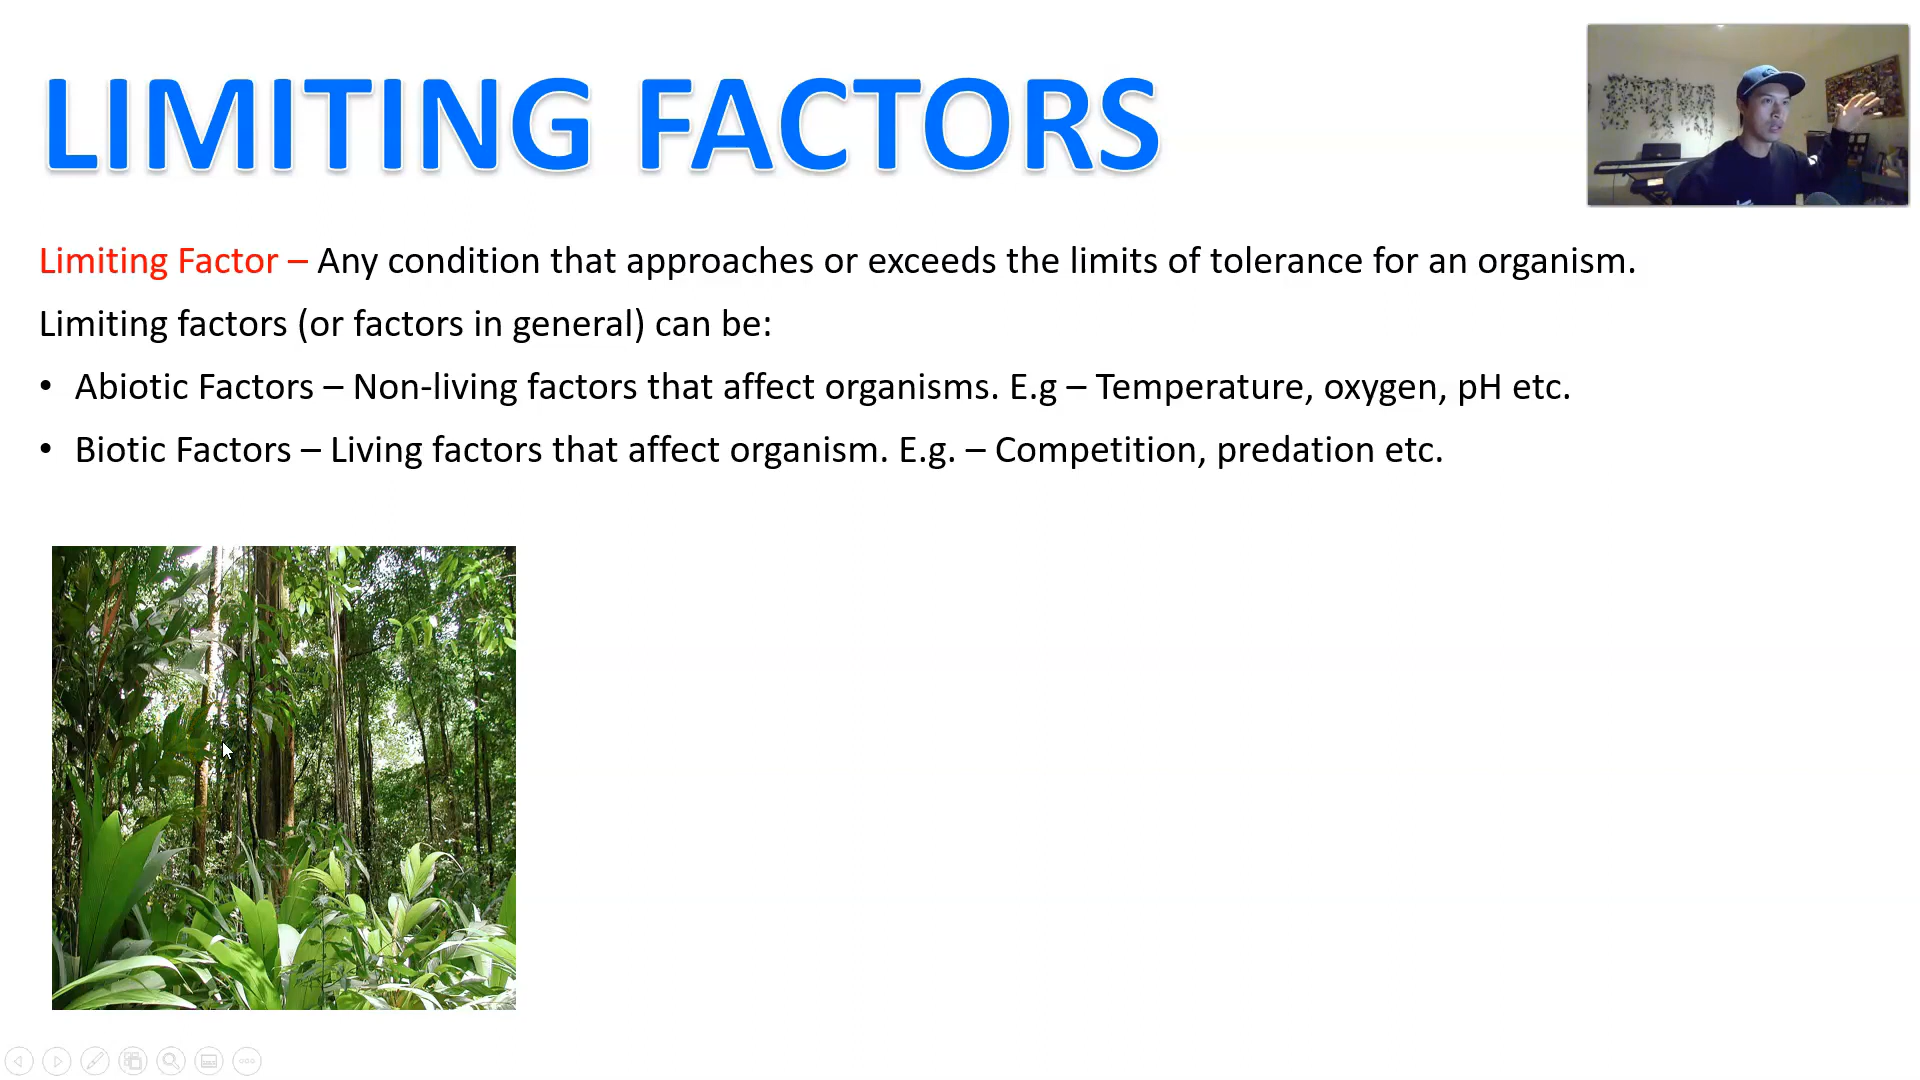 LIMITING FACTORS
Limiting Factor – Any condition that approaches or exceeds the limits of tolerance for an organism.
Limiting factors (or factors in general) can be:
• Abiotic Factors – Non-living factors that affect organisms. E.g – Temperature, oxygen, pH etc.
• Biotic Factors – Living factors that affect organism. E.g. – Competition, predation etc.